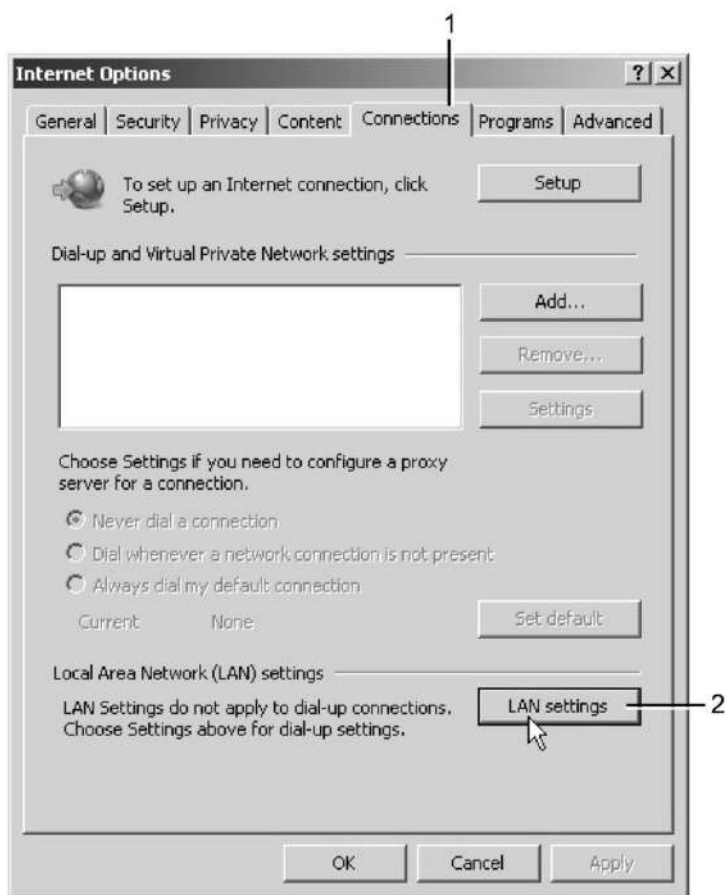 1
Internet Options
?
General Security Privacy Content Connections Programs Advanced
To set up an Internet connection, click
Setup.
Setup
Dial-up and Virtual Private Network settings
Add...
Remove...
Settings
Choose Settings if you need to configure a proxy
server for a connection.
Never dial a connection
Dial whenever a network connection is not present
Always dial my default connection
Current None
Set default
Local Area Network (LAN) settings
LAN Settings do not apply to dial-up connections.
Choose Settings above for dial-up settings.
LAN settings
2
OK Cancel Apply